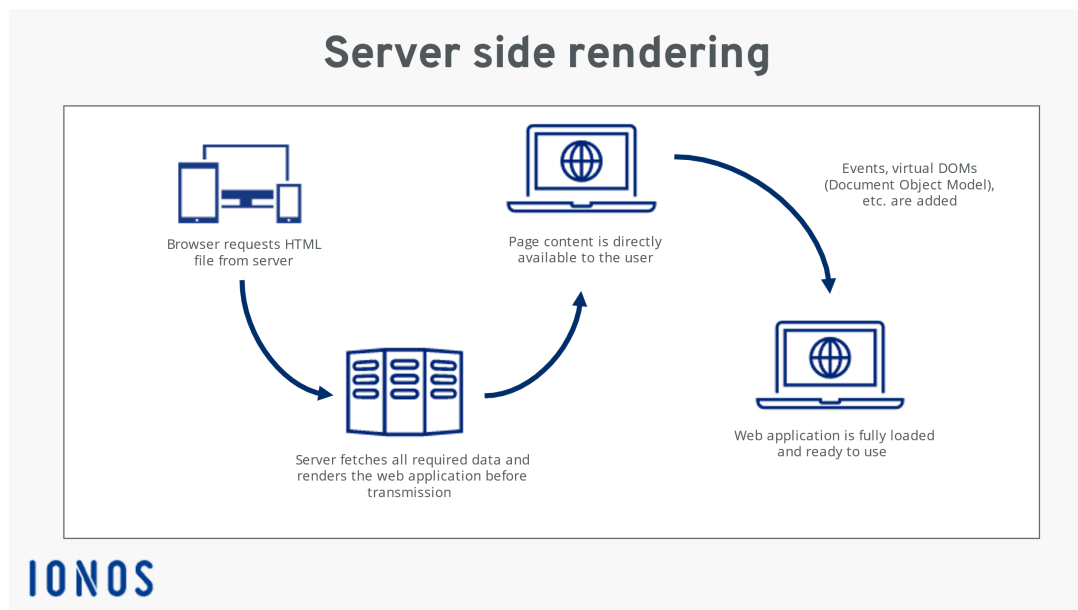 Server side rendering
Browser requests HTML
file from server
Server fetches all required data and
renders the web application before
transmission
Page content is directly
available to the user
Events, virtual DOMs
(Document Object Model),
etc. are added
Web application is fully loaded
and ready to use
IONOS